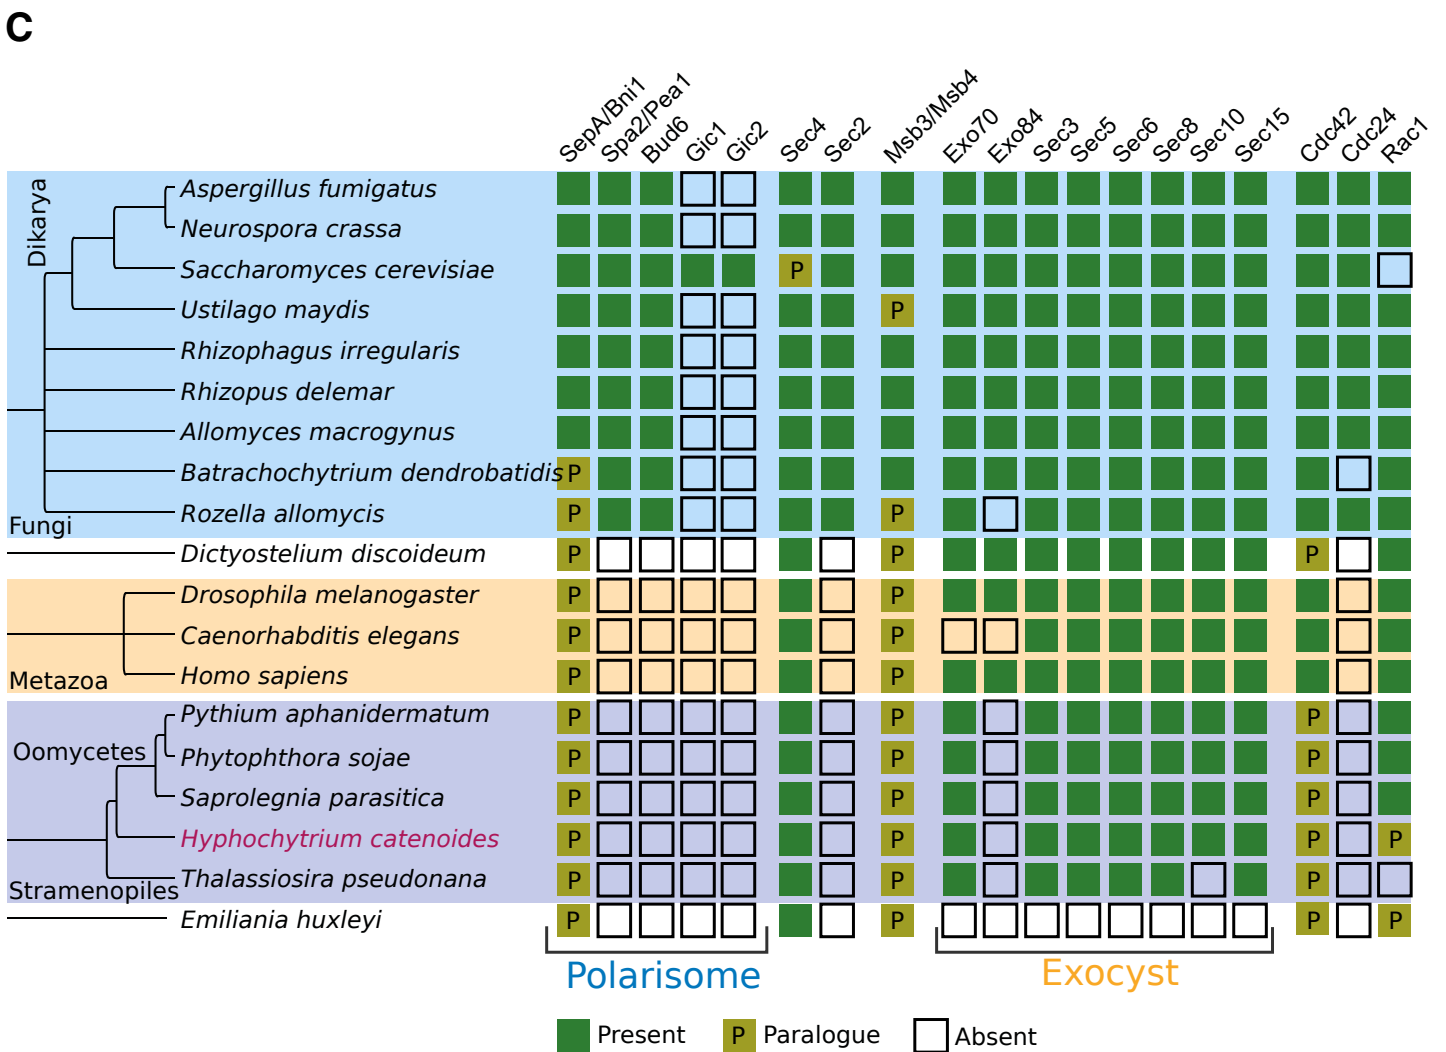 C
SepA/Bni1
Spa2/Pea1
Bud6
Gic1
Gic2
Sec4
Sec2
Msb3/Msb4
Exo70
Exo84
Sec3
Sec5
Sec6
Sec8
Sec10
Sec15
Cdc42
Cdc24
Rac1
Dikarya
Aspergillus fumigatus
Neurospora crassa
Saccharomyces cerevisiae P
Ustilago maydis P
Rhizophagus irregularis
Rhizopus delemar
Allomyces macrogynus
Batrachochytrium dendrobatidis P
Rozella allomycis P P
Fungi
Dictyostelium discoideum P P P
Drosophila melanogaster P P
Caenorhabditis elegans P P
Homo sapiens P P
Metazoa
Pythium aphanidermatum P P P
Oomycetes
Phytophthora sojae P P P
Saprolegnia parasitica P P P
Hyphochytrium catenoides P P P P
Thalassiosira pseudonana P P P
Stramenopiles
Emiliania huxleyi P P P P
Polarisome
Exocyst
Present
P Paralogue
Absent